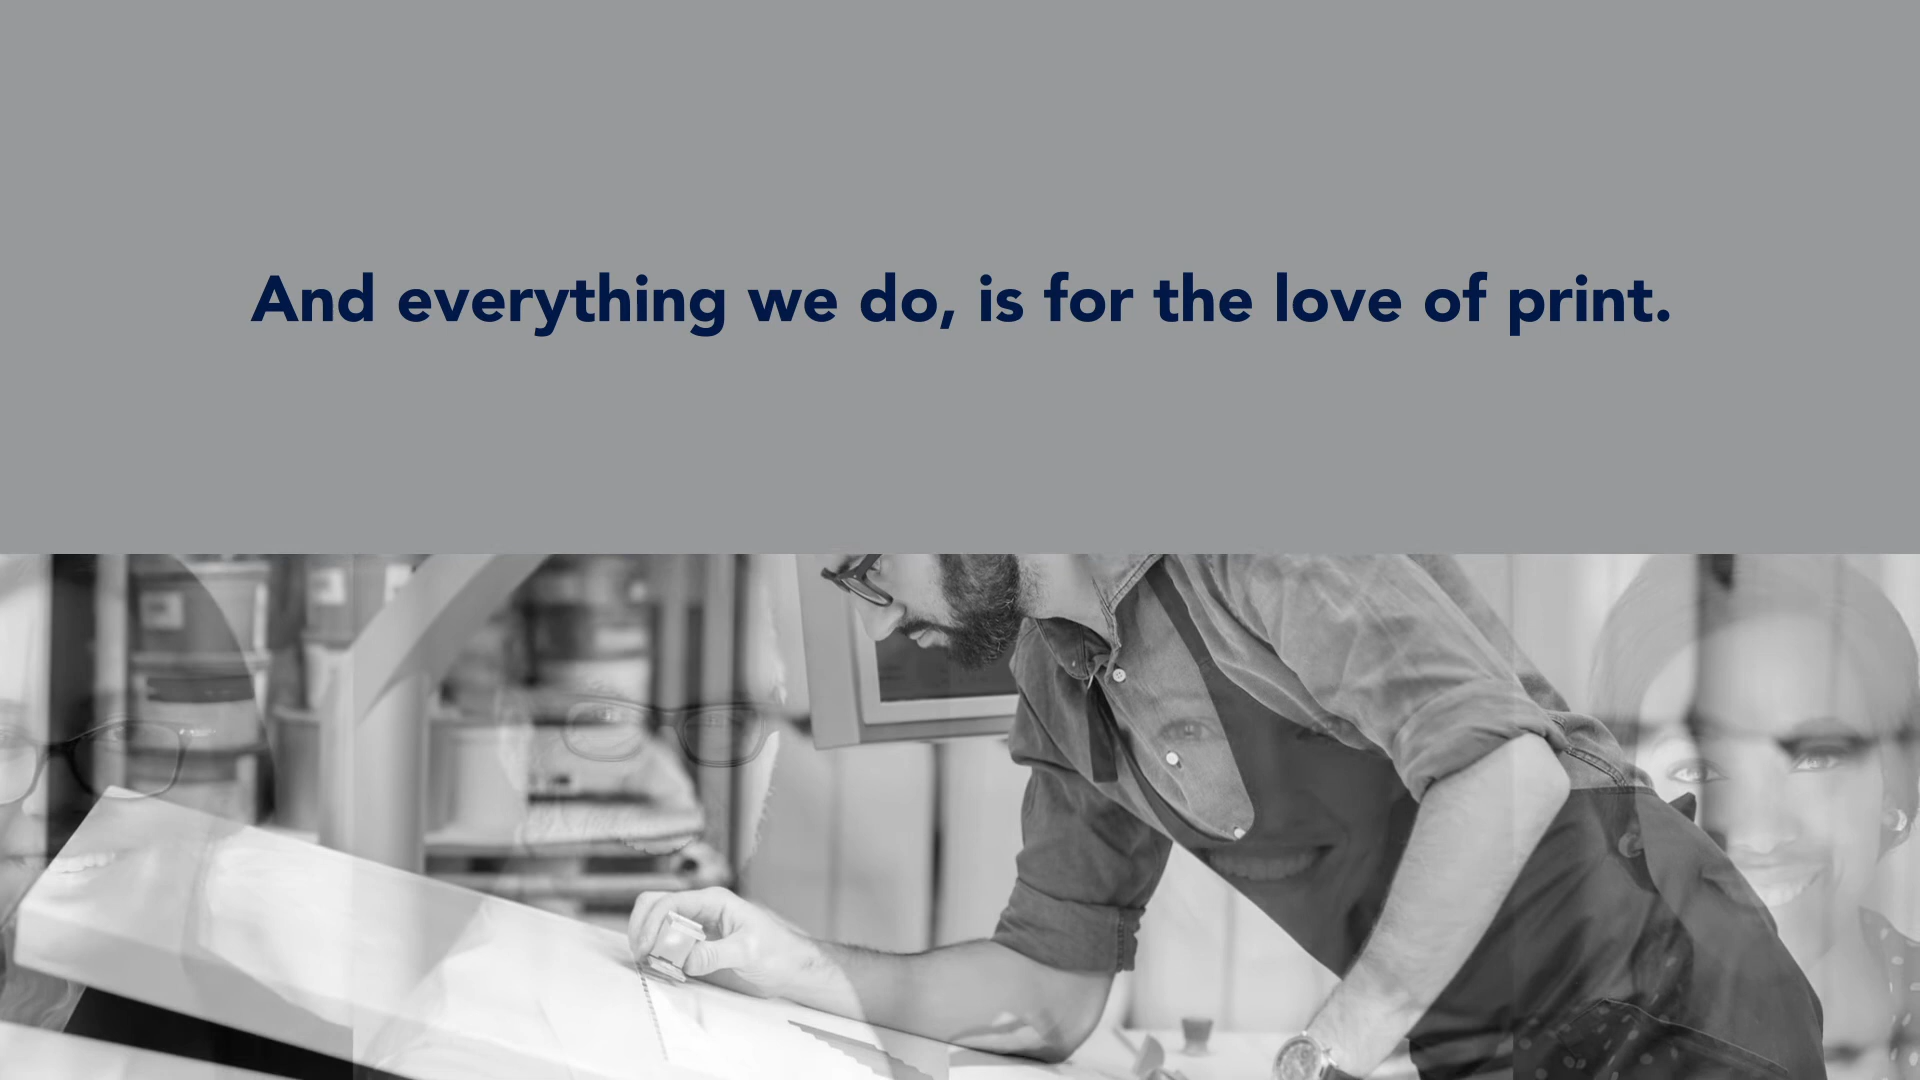 And everything we do, is for the love of print.